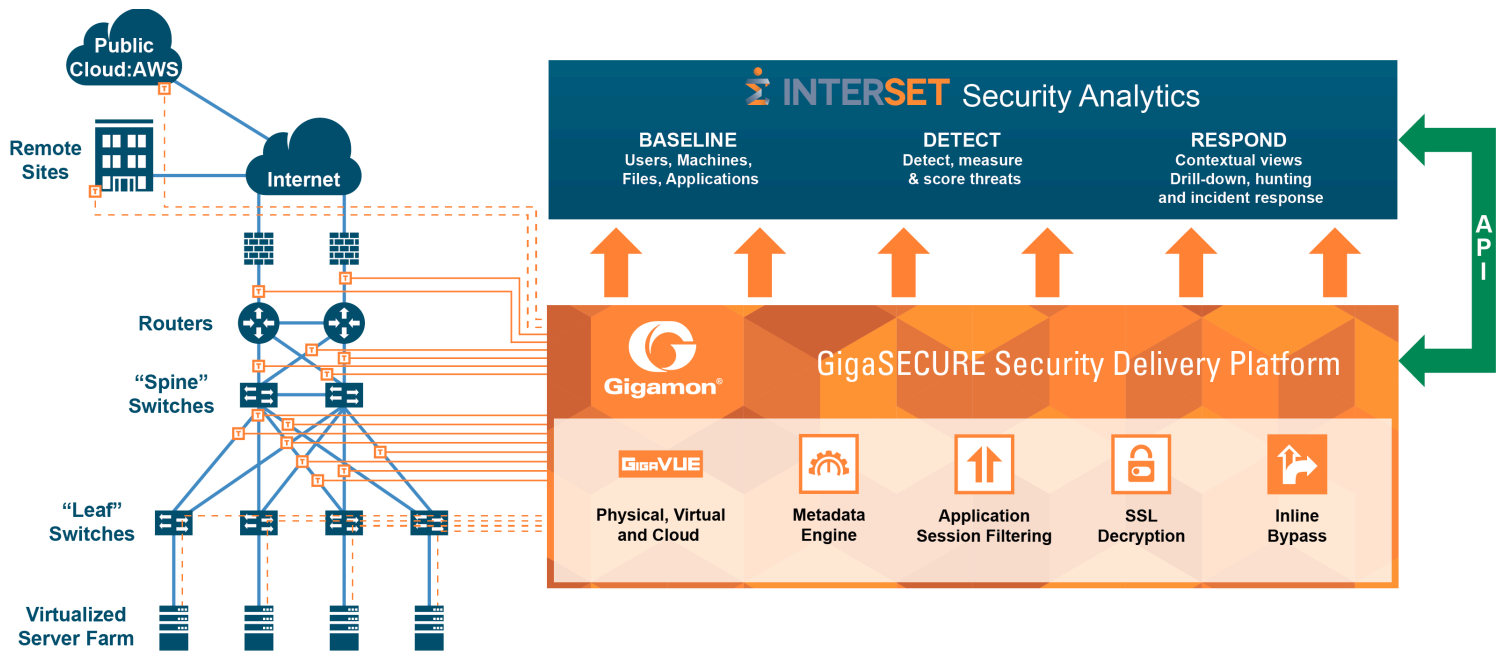 Public
Cloud:AWS
T
Remote
Sites
T
Internet
INTERSET Security Analytics
BASELINE
Users, Machines,
Files, Applications
DETECT
Detect, measure
& score threats
RESPOND
Contextual views
Drill-down, hunting
and incident response
API
T
T
Routers
T
T
T
T
“Spine”
Switches
T
T
T
T
T
T
T
T
“Leaf”
Switches
Virtualized
Server Farm
Gigamon®
GigaSECURE Security Delivery Platform
GIGAVUE
Physical, Virtual
and Cloud
Metadata
Engine
Application
Session Filtering
SSL
Decryption
Inline
Bypass